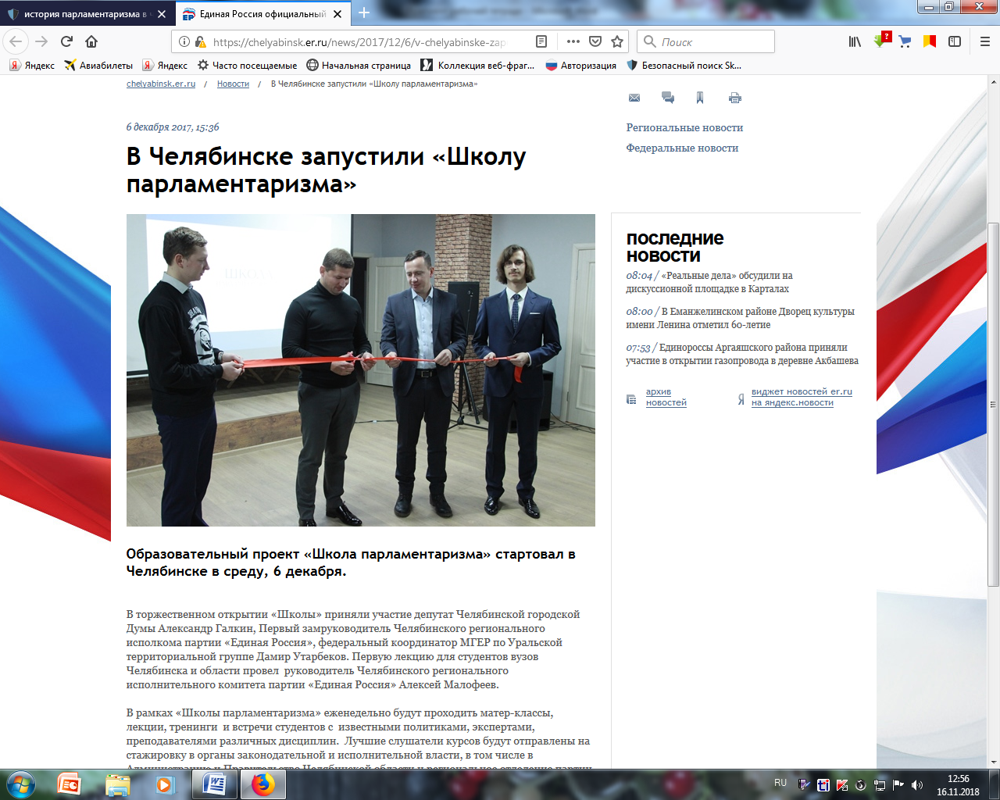 история парламентаризма в ч
Единая Россия официальный
https://chelyabinsk.er.ru/news/2017/12/6/v-chelyabinske-zap
Поиск
Яндекс
Авиабилеты
Яндекс
Часто посещаемые
Начальная страница
Коллекция веб-фраг...
Авторизация
Безопасный поиск Sk...
chelyabinsk.er.ru / Новости / В Челябинске запустили «Школу парламентаризма»
6 декабря 2017, 15:36
В Челябинске запустили «Школу
парламентаризма»
Образовательный проект «Школа парламентаризма» стартовал в
Челябинске в среду, 6 декабря.
В торжественном открытии «Школы» приняли участие депутат Челябинской городской
Думы Александр Галкин, Первый замруководитель Челябинского регионального
исполкома партии «Единая Россия», федеральный координатор МГЕР по Уральской
территориальной группе Дамир Утарбеков. Первую лекцию для студентов вузов
Челябинска и области провел  руководитель Челябинского регионального
исполнительного комитета партии «Единая Россия» Алексей Малофеев.
В рамках «Школы парламентаризма» еженедельно будут проходить матер-классы,
лекции, тренинги  и встречи студентов с  известными политиками, экспертами,
преподавателями различных дисциплин.  Лучшие слушатели курсов будут отправлены на
стажировку в органы законодательной и исполнительной власти, в том числе в
Администрацию и Правительство Челябинской области и региональное отделение партии
Региональные новости
Федеральные новости
последние
новости
08:04 / «Реальные дела» обсудили на
дискуссионной площадке в Карталах
08:00 / В Еманжелинском районе Дворец культуры
имени Ленина отметил 60-летие
07:53 / Единороссы Аргаяшского района приняли
участие в открытии газопровода в деревне Акбашева
архив
новостей
виджет новостей er.ru
на яндекс.новости
RU
12:56
16.11.2018